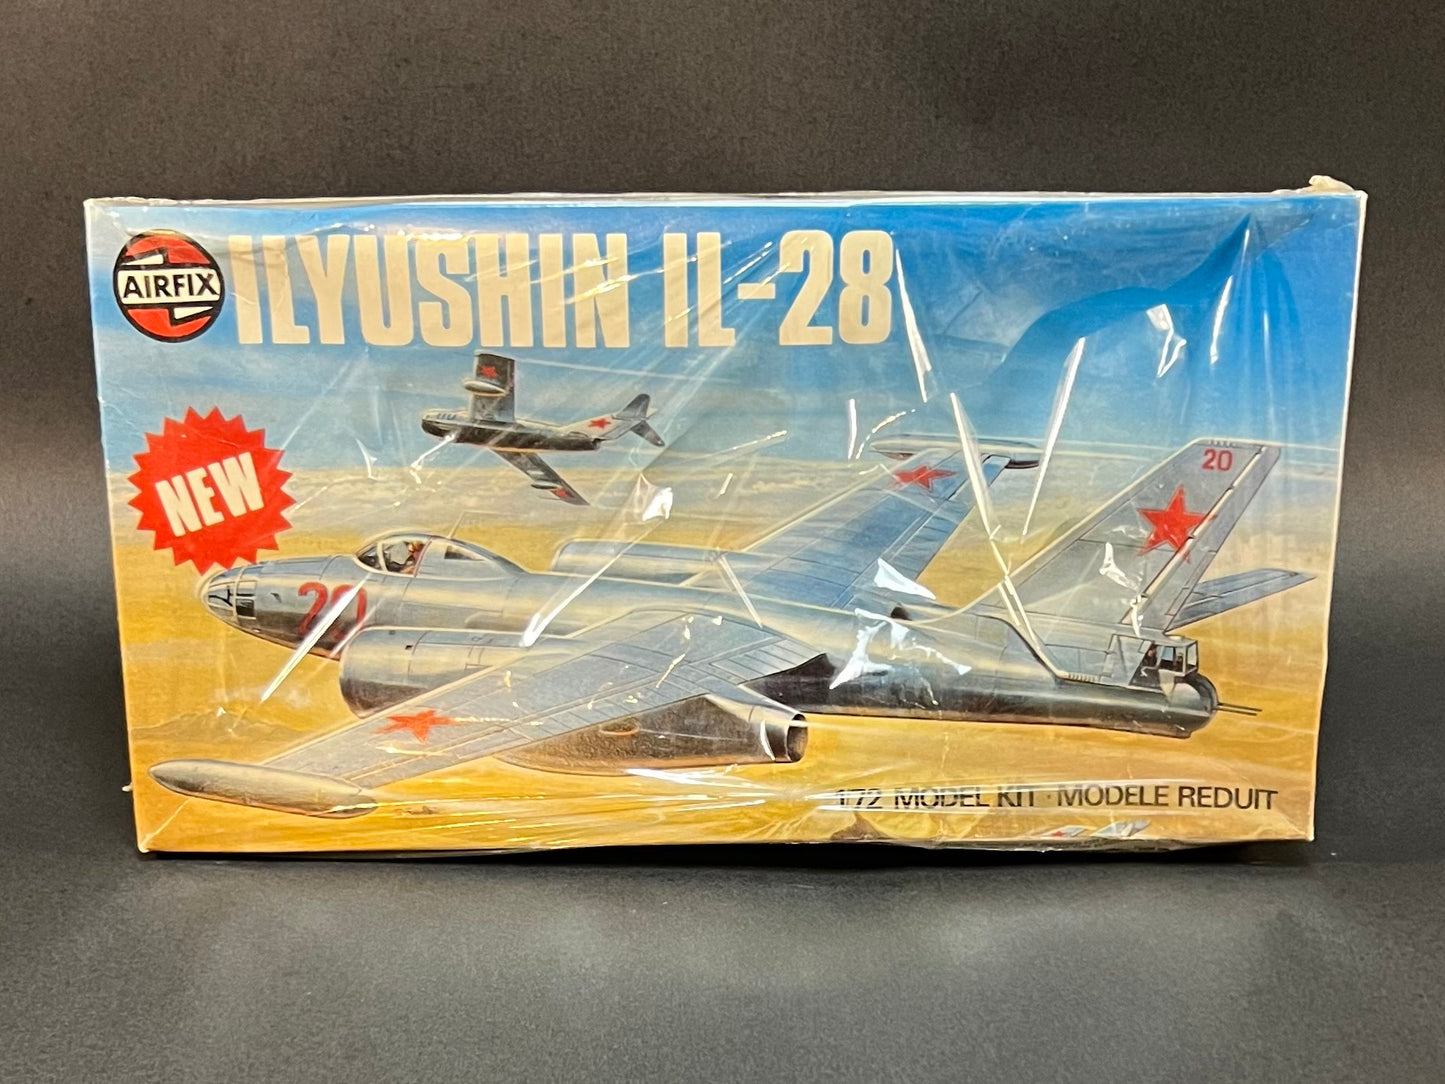 AIRFIX
ILYUSHIN IL-28
NEW
20
20
1/72 MODEL KIT · MODELE REDUIT